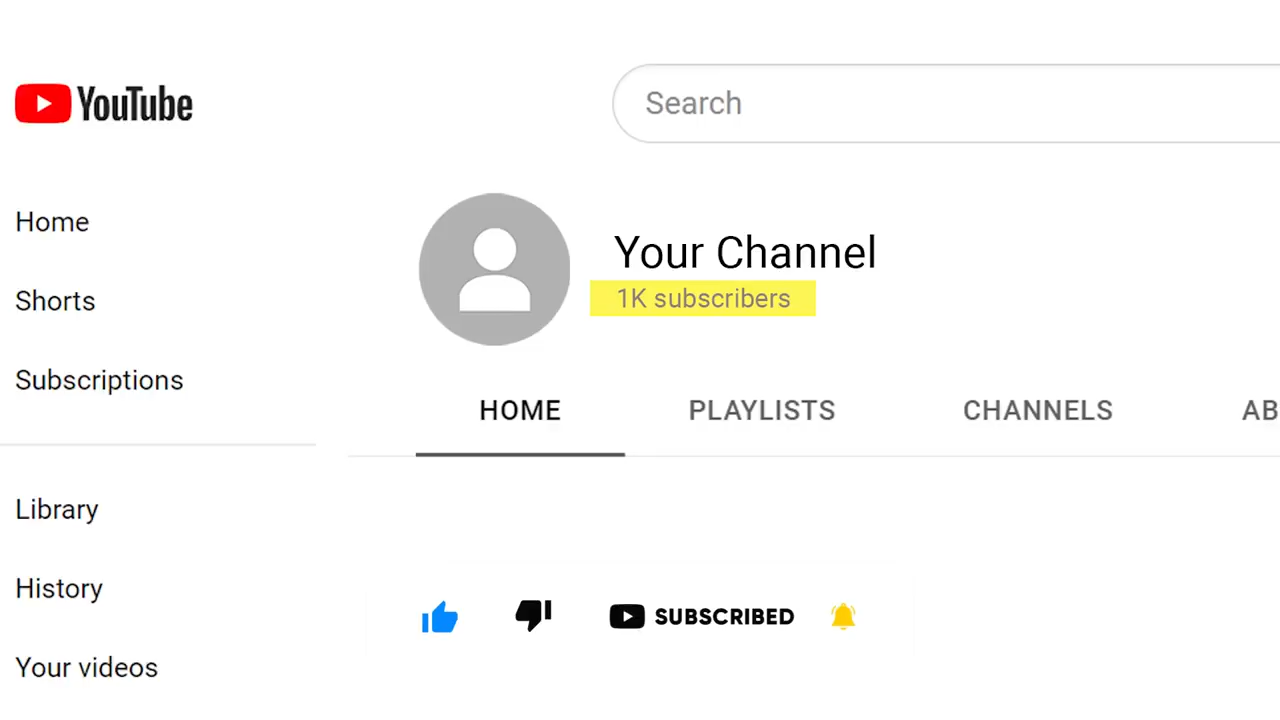 YouTube
Search
Home
Shorts
Subscriptions
Library
History
Your videos
Your Channel
1K subscribers
HOME PLAYLISTS CHANNELS AB
SUBSCRIBED